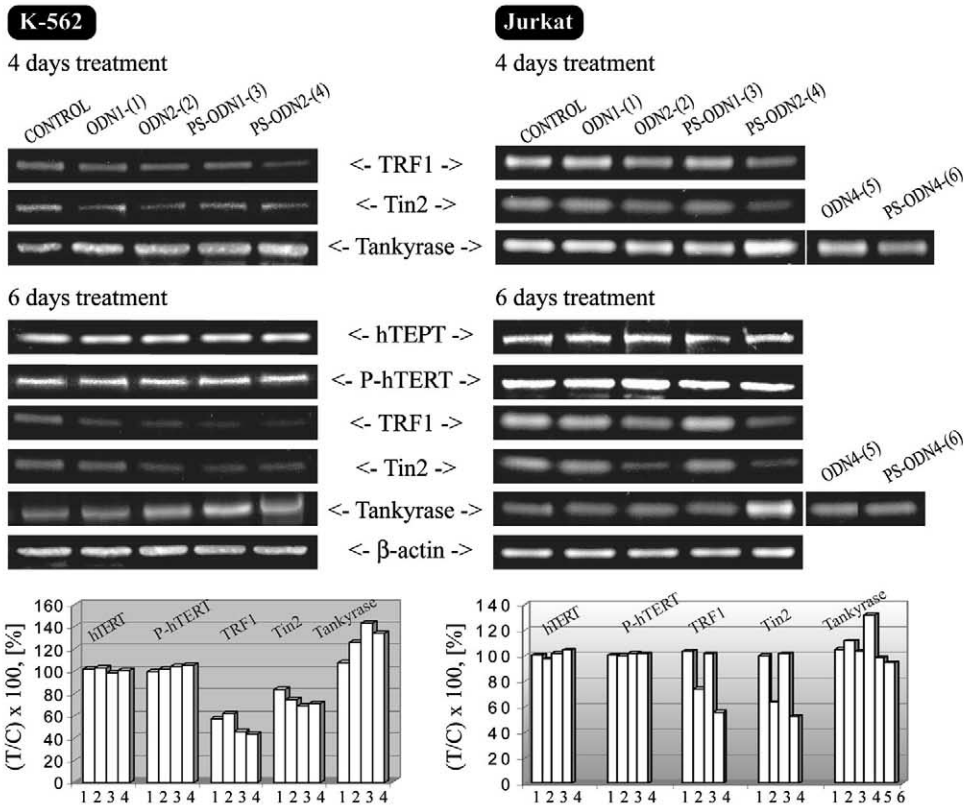 K-562
Jurkat
4 days treatment
4 days treatment
CONTROL ODN1-(1) ODN2-(2) PS-ODN1-(3) PS-ODN2-(4)
CONTROL ODN1-(1) ODN2-(2) PS-ODN1-(3) PS-ODN2-(4)
<- TRF1 ->
ODN4-(5) PS-ODN4-(6)
<- Tin2 ->
<- Tankyrase ->
6 days treatment
6 days treatment
<- hTEPT ->
<- P-hTERT ->
<- TRF1 ->
ODN4-(5) PS-ODN4-(6)
<- Tin2 ->
<- Tankyrase ->
<- β-actin ->
(T/C) x 100, [%]
160
140
120
100
80
60
40
20
0
hTERT P-hTERT TRF1 Tin2 Tankyrase
1 2 3 4 1 2 3 4 1 2 3 4 1 2 3 4 1 2 3 4
(T/C) x 100, [%]
140
120
100
80
60
40
20
0
hTERT P-hTERT TRF1 Tin2 Tankyrase
1 2 3 4 1 2 3 4 1 2 3 4 1 2 3 4 1 2 3 4 5 6